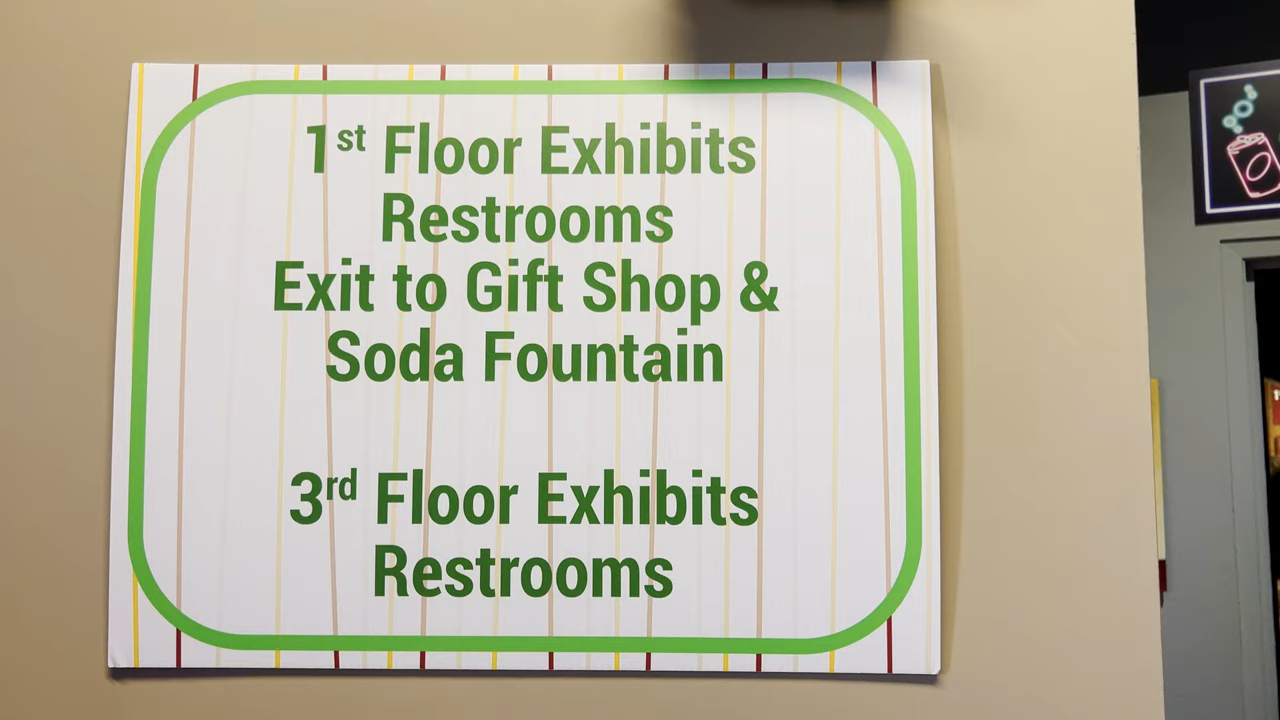 1st Floor Exhibits
Restrooms
Exit to Gift Shop &
Soda Fountain
3rd Floor Exhibits
Restrooms